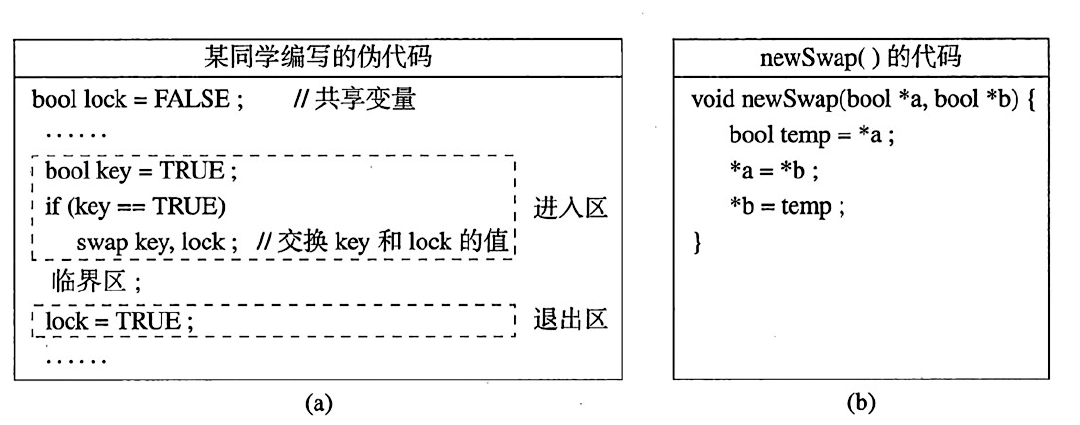 某同学编写的伪代码
bool lock = FALSE ; // 共享变量
······
bool key = TRUE ;
if (key == TRUE)
swap key, lock ; // 交换 key 和 lock 的值
进入区
临界区 ;
lock = TRUE ;
退出区
······
(a)
newSwap( ) 的代码
void newSwap(bool *a, bool *b) {
bool temp = *a ;
*a = *b ;
*b = temp ;
}
(b)